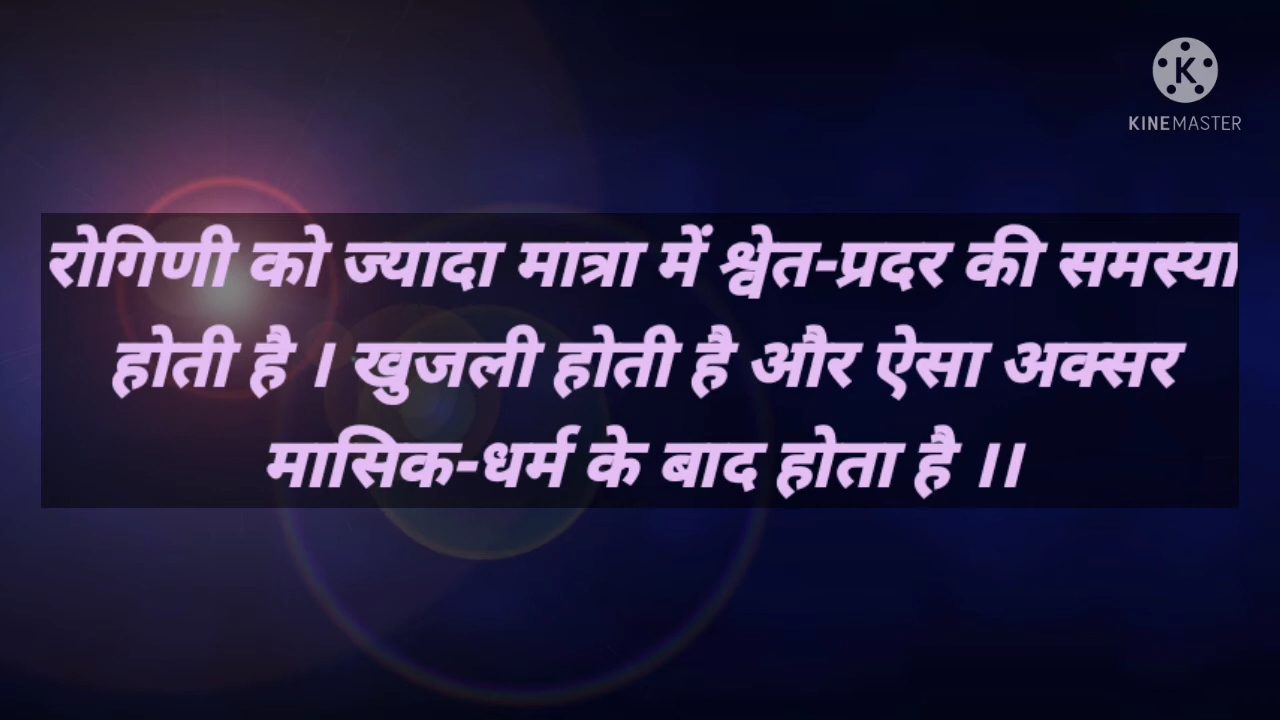 KINEMASTER
रोगिणी को ज्यादा मात्रा में श्वेत-प्रदर की समस्या
होती है । खुजली होती है और ऐसा अक्सर
मासिक-धर्म के बाद होता है ।।